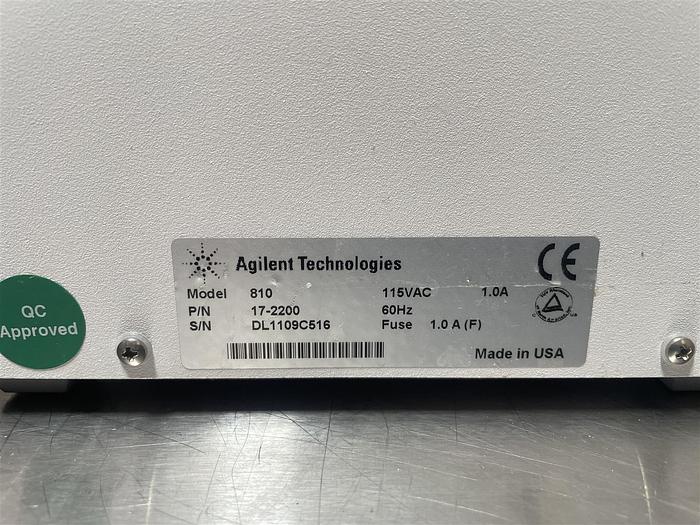 Agilent Technologies
CE
Model 810 115VAC 1.0A
P/N 17-2200 60Hz
S/N DL1109C516 Fuse 1.0 A (F)
Made in USA
QC
Approved